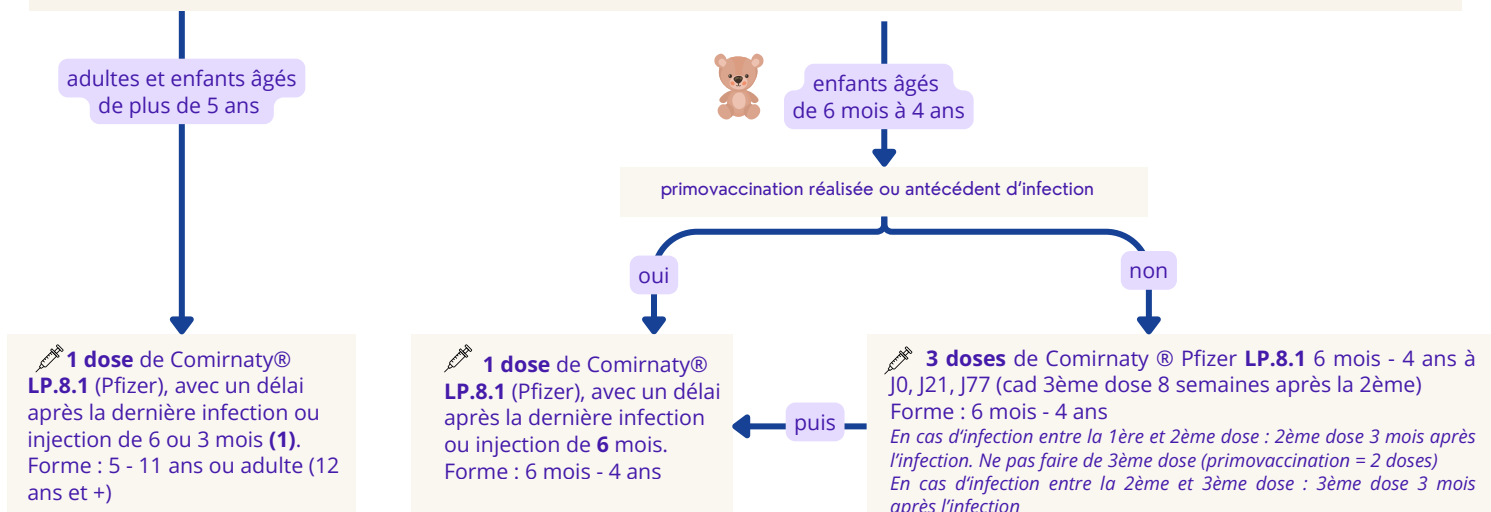 adultes et enfants âgés
de plus de 5 ans
enfants âgés
de 6 mois à 4 ans
primovaccination réalisée ou antécédent d'infection
oui
non
1 dose de Comirnaty®
LP.8.1 (Pfizer), avec un délai
après la dernière infection ou
injection de 6 ou 3 mois (1).
Forme : 5 - 11 ans ou adulte (12
ans et +)
1 dose de Comirnaty®
LP.8.1 (Pfizer), avec un délai
après la dernière infection
ou injection de 6 mois.
Forme : 6 mois - 4 ans
puis
3 doses de Comirnaty ® Pfizer LP.8.1 6 mois - 4 ans à
J0, J21, J77 (cad 3ème dose 8 semaines après la 2ème)
Forme : 6 mois - 4 ans
En cas d'infection entre la 1ère et 2ème dose : 2ème dose 3 mois après
l'infection. Ne pas faire de 3ème dose (primovaccination = 2 doses)
En cas d'infection entre la 2ème et 3ème dose : 3ème dose 3 mois
après l'infection